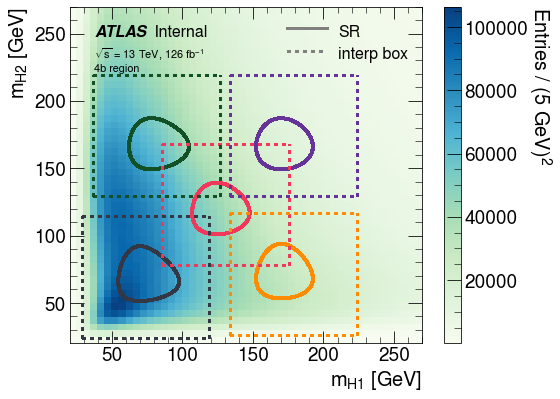 ATLAS Internal
√s = 13 TeV, 126 fb⁻¹
4b region
SR
interp box
m_H2 [GeV]
250
200
150
100
50
50
100
150
200
250
m_H1 [GeV]
100000
80000
60000
40000
20000
Entries / (5 GeV)²